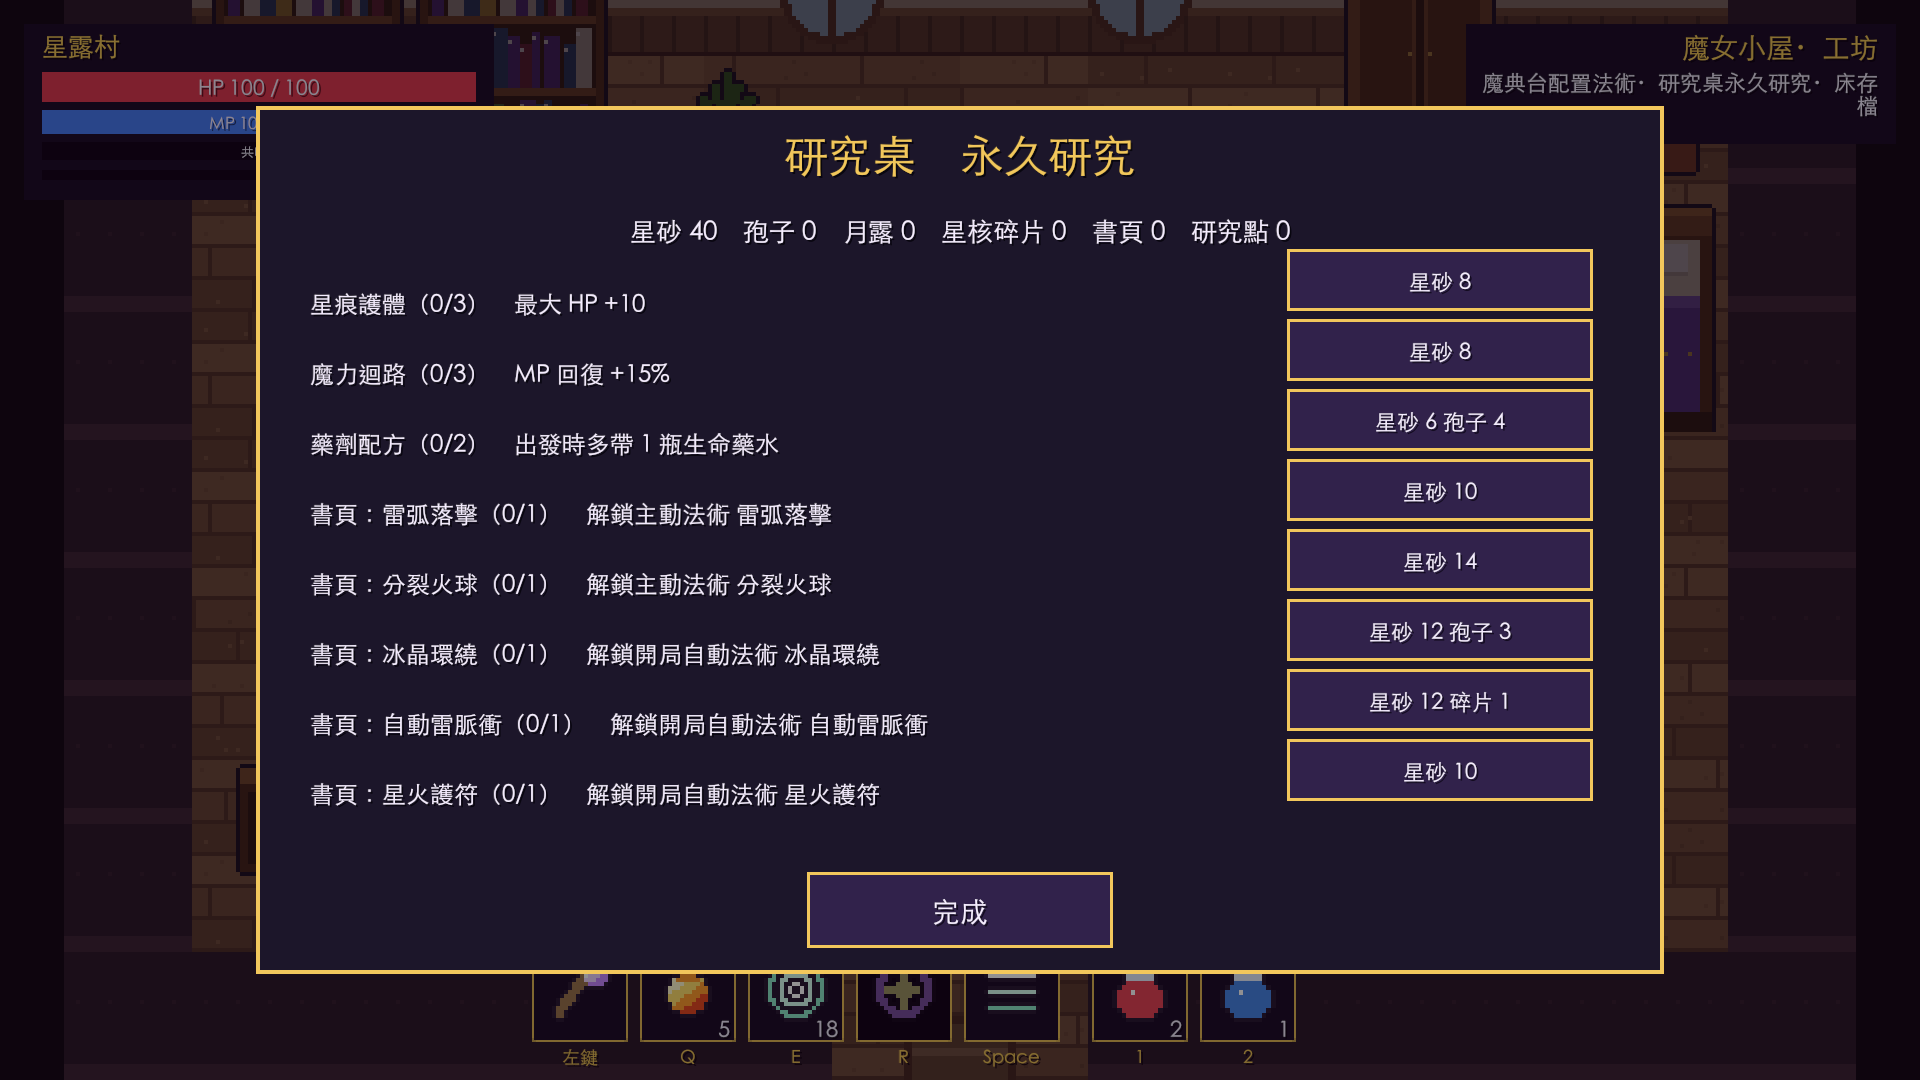 星露村
HP 100 / 100
MP 10
共
魔女小屋· 工坊
魔典台配置法術· 研究桌永久研究· 床存
檔
研究桌 永久研究
星砂 40 孢子 0 月露 0 星核碎片 0 書頁 0 研究點 0
星痕護體（0/3） 最大 HP +10
星砂 8
魔力迴路（0/3） MP 回復 +15%
星砂 8
藥劑配方（0/2） 出發時多帶 1 瓶生命藥水
星砂 6 孢子 4
書頁：雷弧落擊（0/1） 解鎖主動法術 雷弧落擊
星砂 10
書頁：分裂火球（0/1） 解鎖主動法術 分裂火球
星砂 14
書頁：冰晶環繞（0/1） 解鎖開局自動法術 冰晶環繞
星砂 12 孢子 3
書頁：自動雷脈衝（0/1） 解鎖開局自動法術 自動雷脈衝
星砂 12 碎片 1
書頁：星火護符（0/1） 解鎖開局自動法術 星火護符
星砂 10
完成
5 18 2 1
左鍵 Q E R Space 1 2